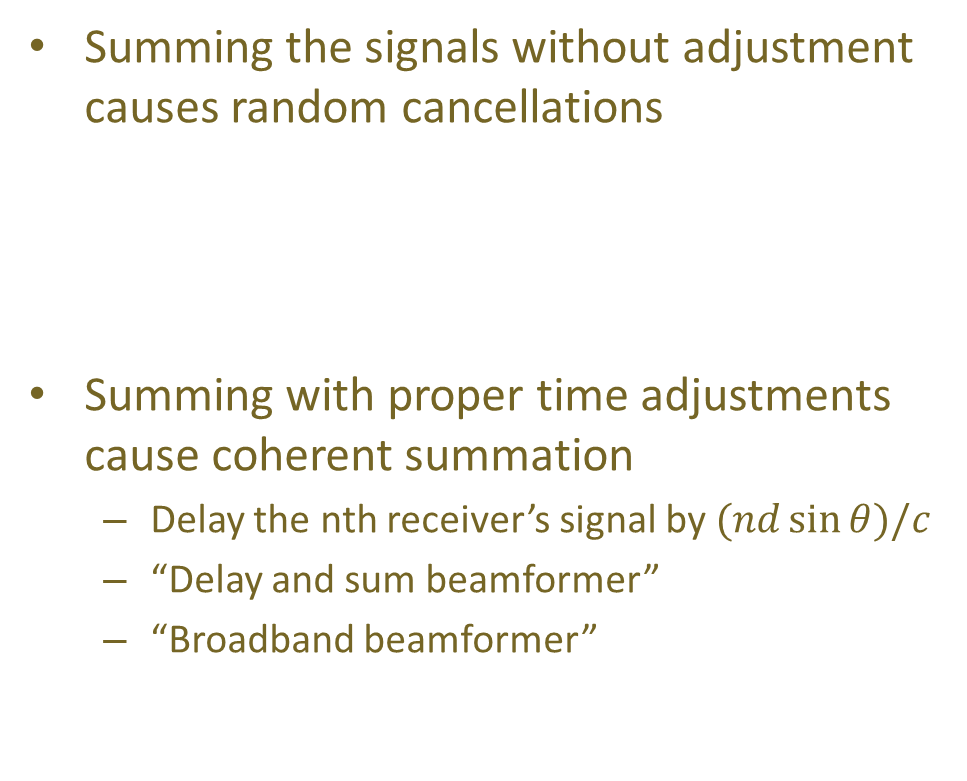 • Summing the signals without adjustment
causes random cancellations
• Summing with proper time adjustments
cause coherent summation
– Delay the nth receiver’s signal by (𝑛𝑑 sin 𝜃)/𝑐
– “Delay and sum beamformer”
– “Broadband beamformer”